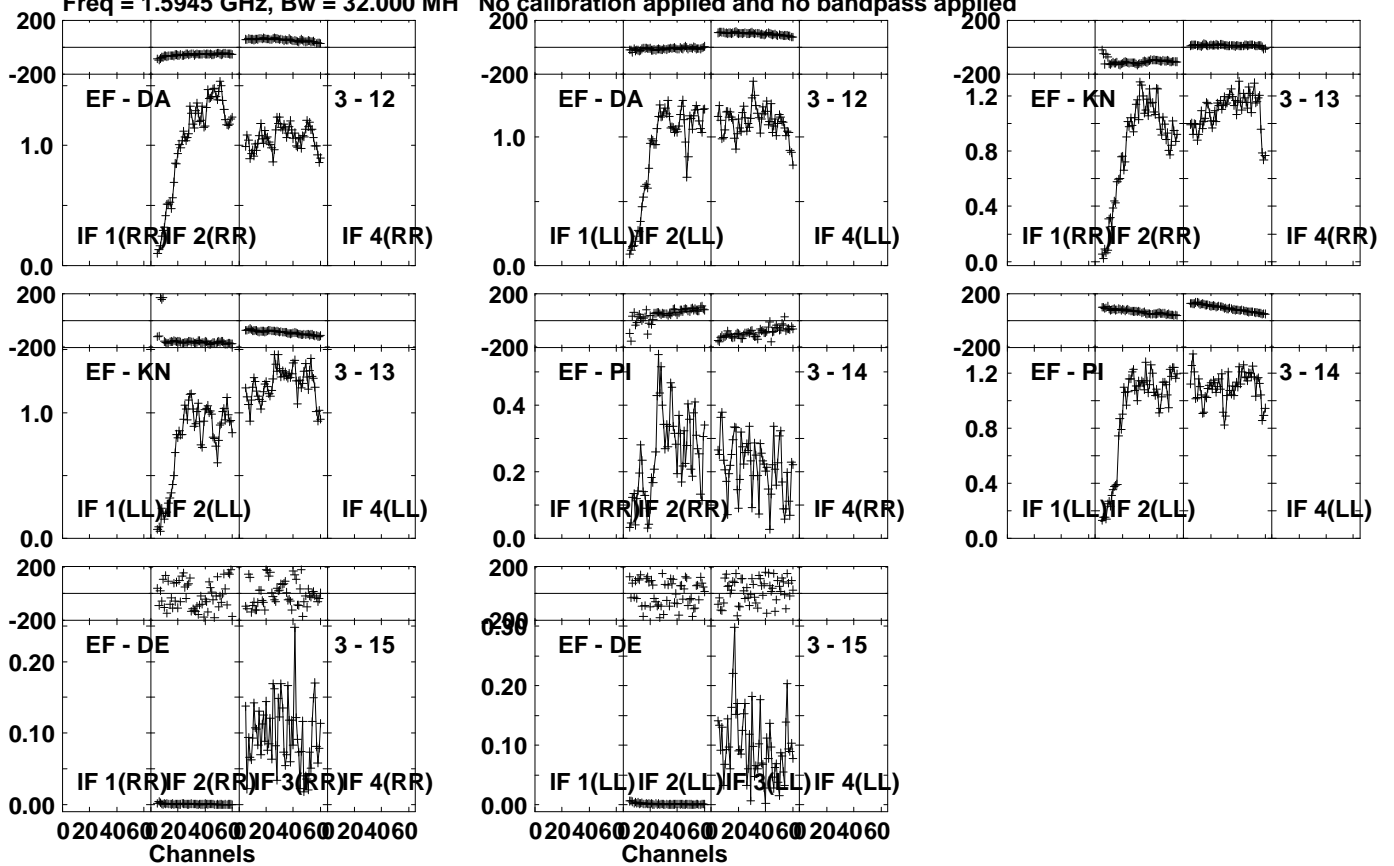 Freq = 1.5945 GHz, Bw = 32.000 MH No calibration applied and no bandpass applied
200
-200
EF - DA 3 - 12
1.0
IF 1(RR) IF 2(RR) IF 4(RR)
0.0
EF - DA 3 - 12
1.0
IF 1(LL) IF 2(LL) IF 4(LL)
0.0
200
-200
1.2
EF - KN 3 - 13
0.8
0.4
IF 1(RR) IF 2(RR) IF 4(RR)
0.0
200
-200
EF - KN 3 - 13
1.0
IF 1(LL) IF 2(LL) IF 4(LL)
0.0
200
-200
EF - PI 3 - 14
0.4
0.2
IF 1(RR) IF 2(RR) IF 4(RR)
0.0
200
-200
EF - PI 3 - 14
1.2
0.8
0.4
IF 1(LL) IF 2(LL) IF 4(LL)
0.0
200
-200
EF - DE 3 - 15
0.20
0.10
IF 1(RR) IF 2(RR) IF 3(RR) IF 4(RR)
0.00
0 20 40 60 0 20 40 60 0 20 40 60 0 20 40 60
Channels
200
-200
0.30
EF - DE 3 - 15
0.20
0.10
IF 1(LL) IF 2(LL) IF 3(LL) IF 4(LL)
0.00
0 20 40 60 0 20 40 60 0 20 40 60 0 20 40 60
Channels